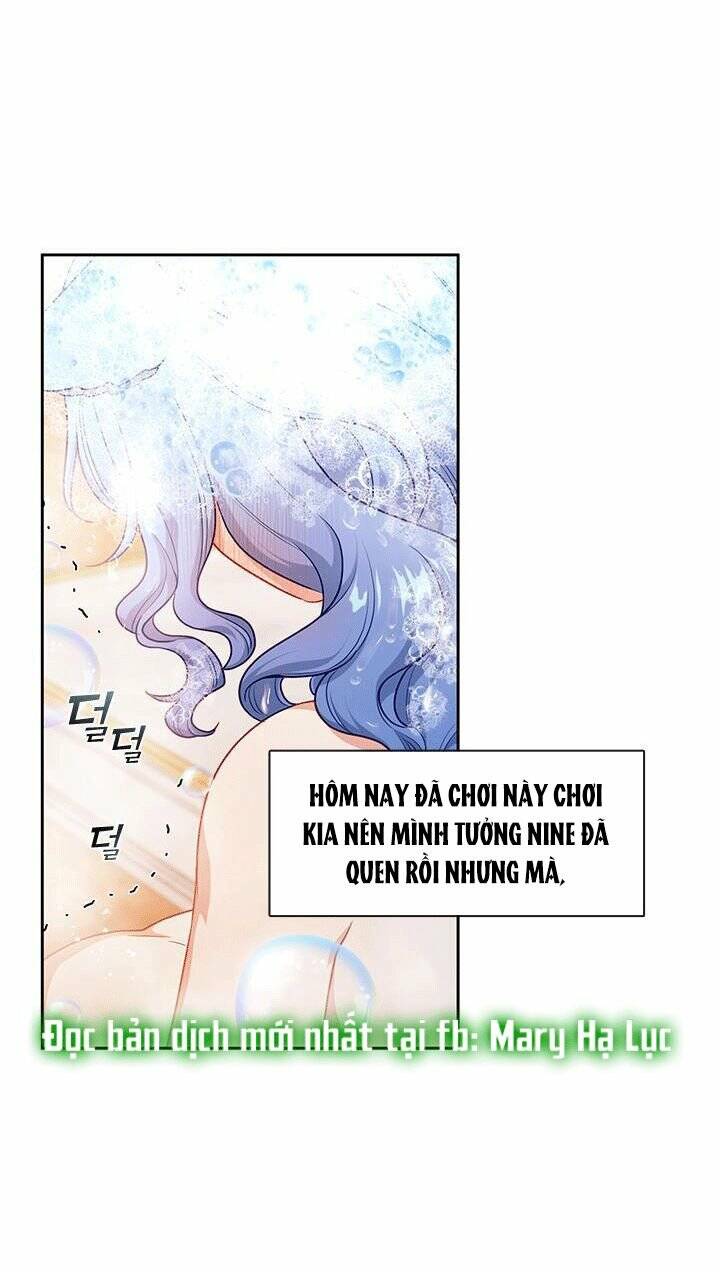 덜
덜
덜
HÔM NAY ĐÃ CHƠI NÀY CHƠI
KIA NÊN MÌNH TƯỞNG NINE ĐÃ
QUEN RỒI NHƯNG MÀ,
Đọc bản dịch mới nhất tại fb: Mary Hạ Lục